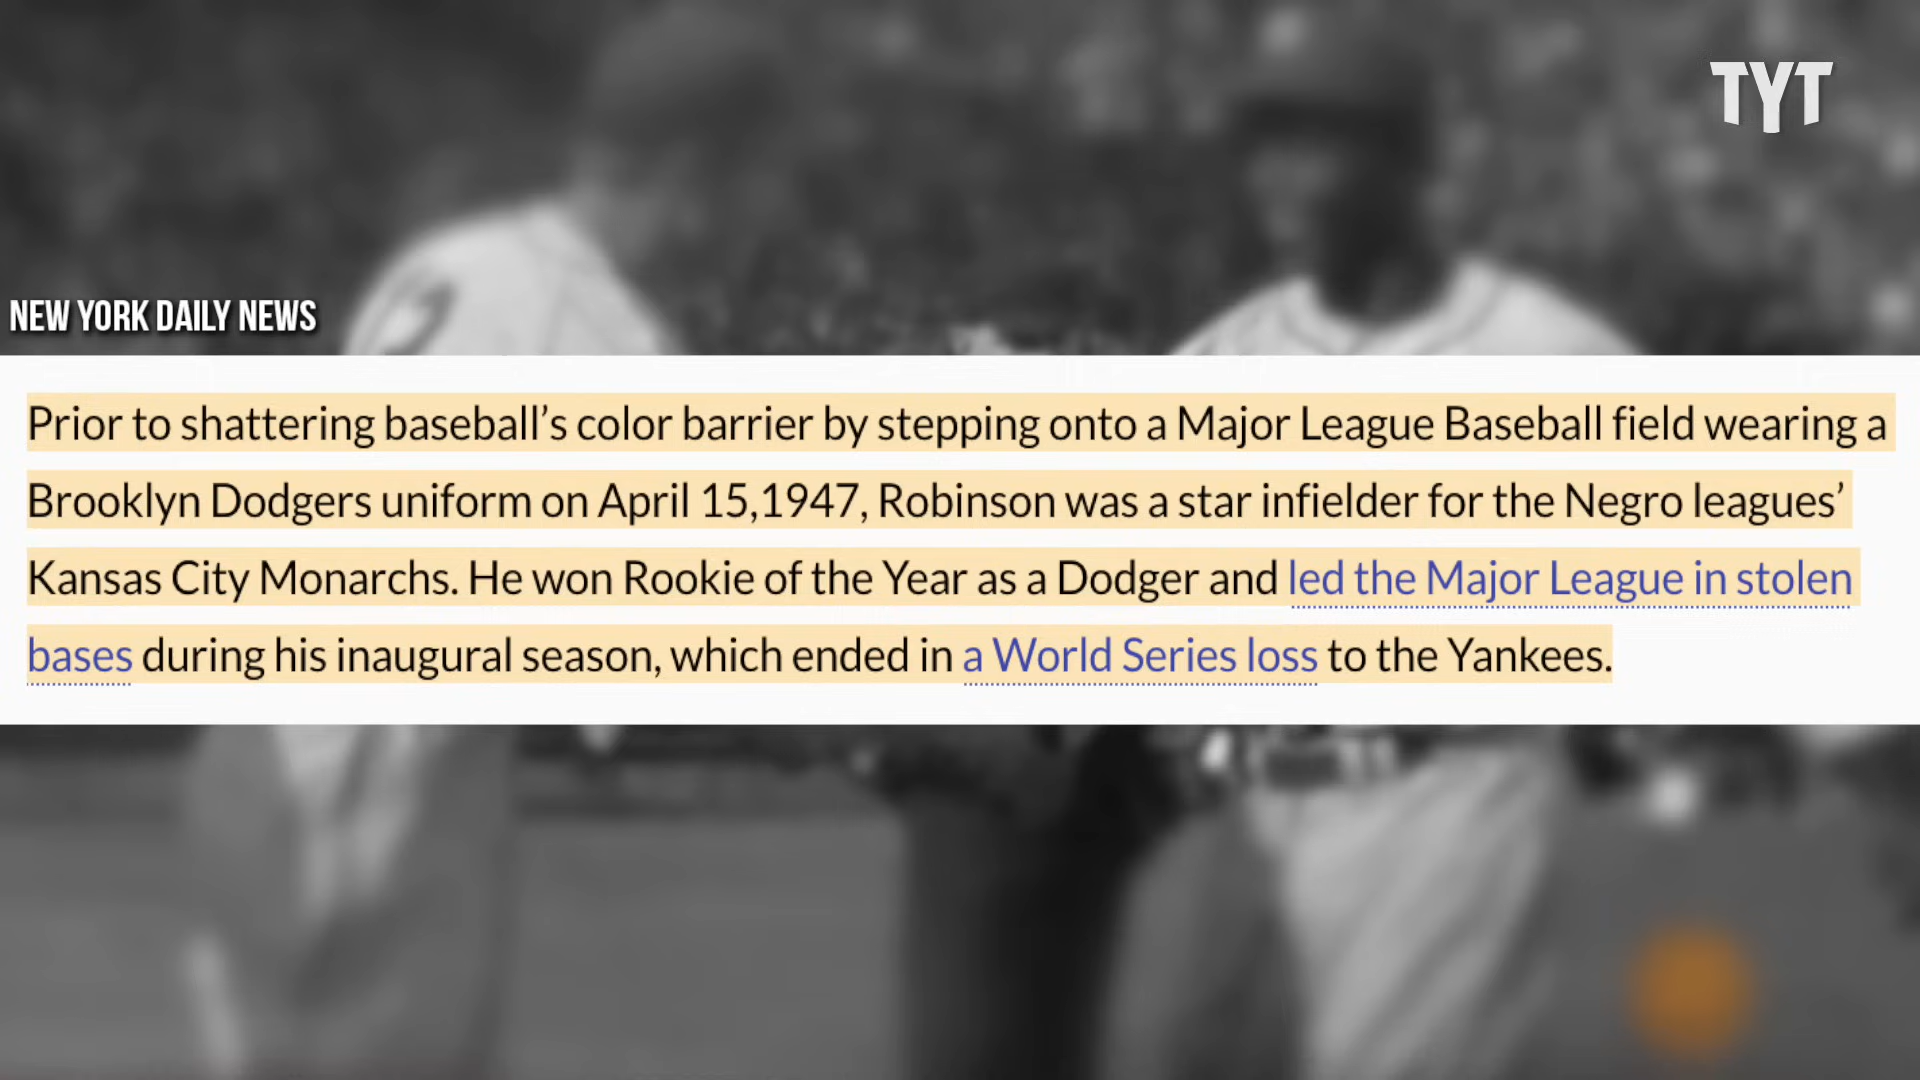 TYT
NEW YORK DAILY NEWS
Prior to shattering baseball’s color barrier by stepping onto a Major League Baseball field wearing a
Brooklyn Dodgers uniform on April 15,1947, Robinson was a star infielder for the Negro leagues’
Kansas City Monarchs. He won Rookie of the Year as a Dodger and led the Major League in stolen
bases during his inaugural season, which ended in a World Series loss to the Yankees.